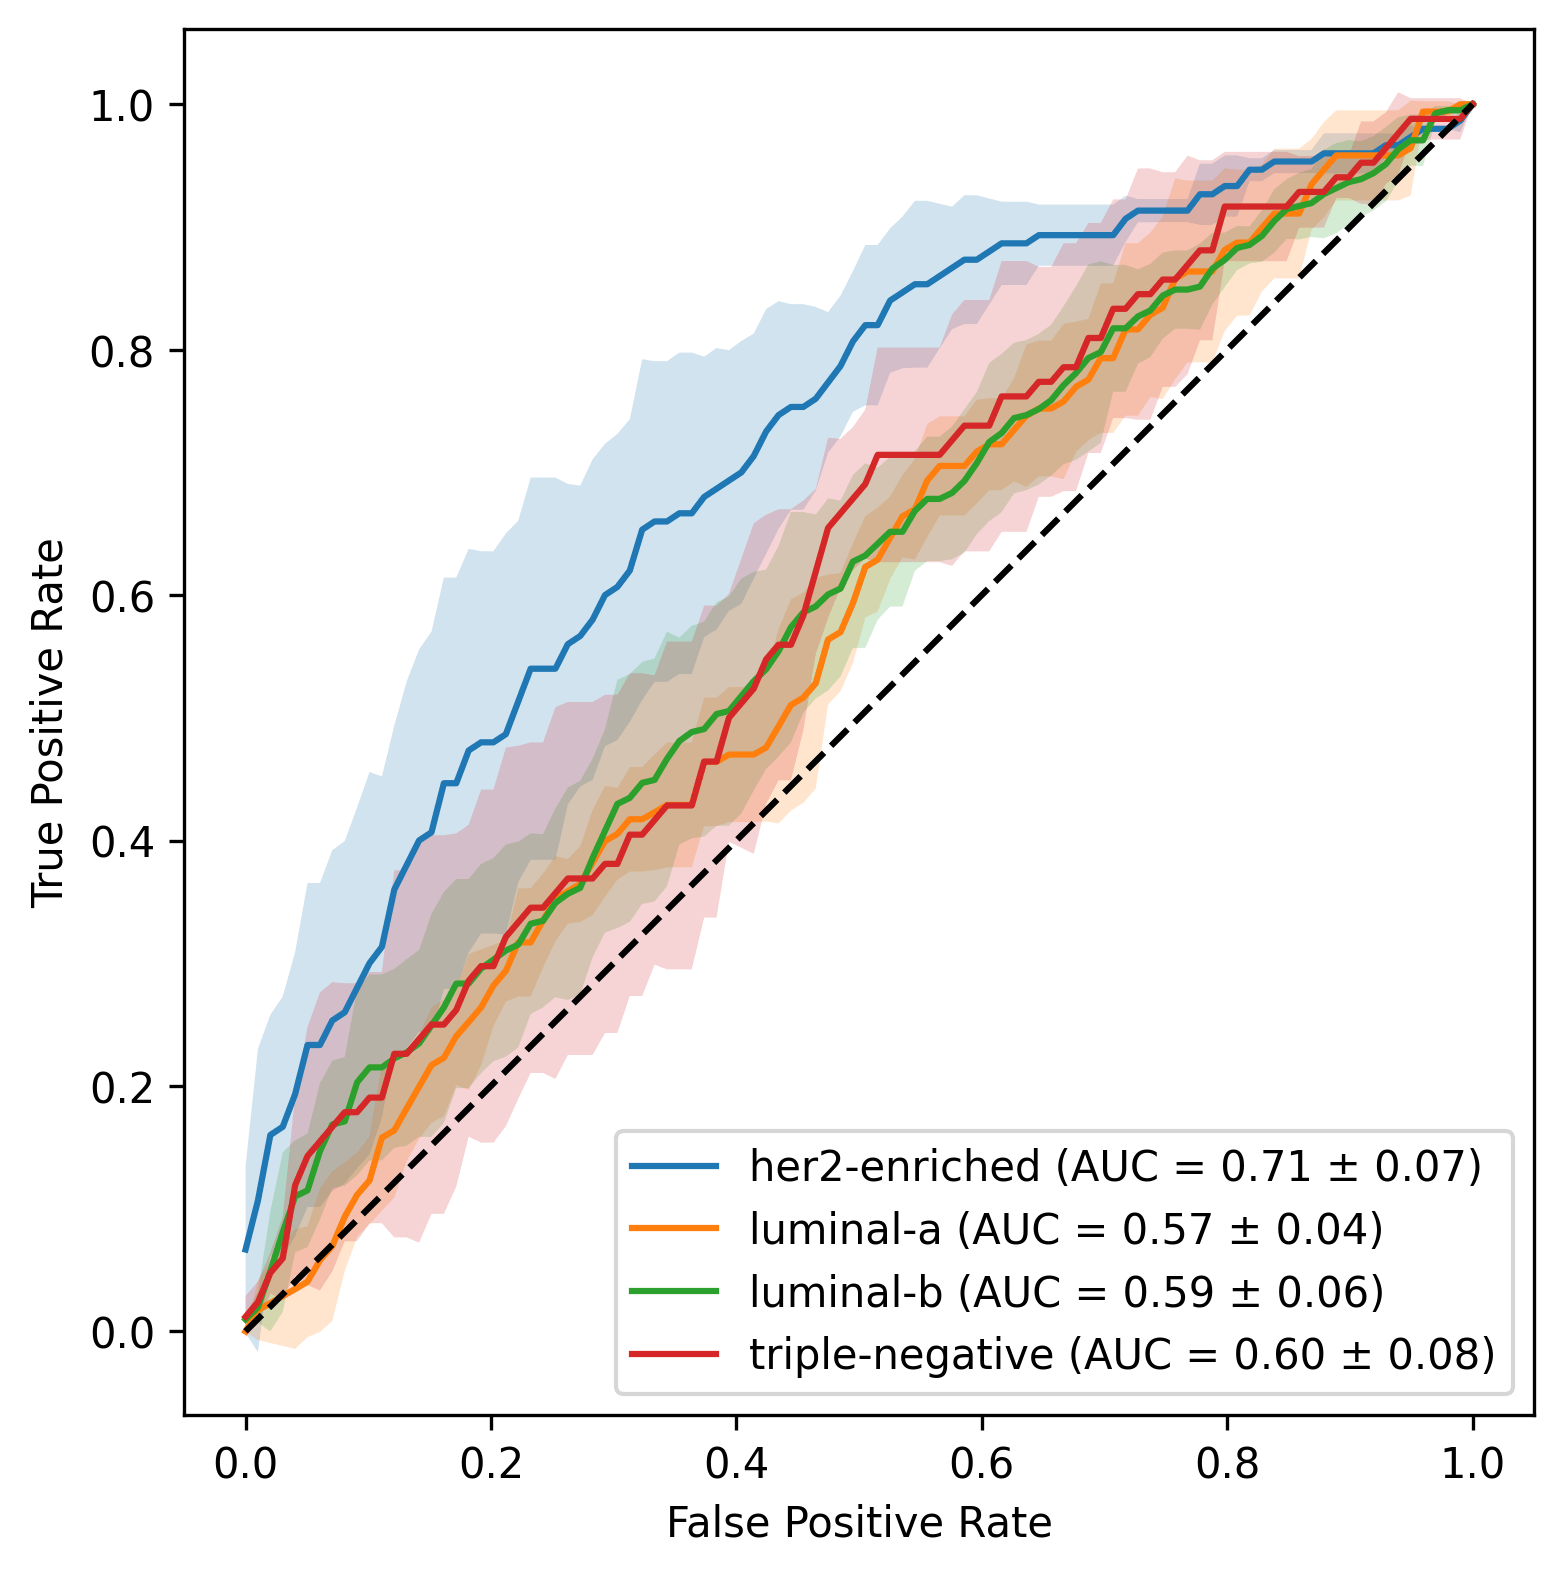 1.0
0.8
0.6
0.4
0.2
0.0
True Positive Rate
her2-enriched (AUC = 0.71 ± 0.07)
luminal-a (AUC = 0.57 ± 0.04)
luminal-b (AUC = 0.59 ± 0.06)
triple-negative (AUC = 0.60 ± 0.08)
0.0 0.2 0.4 0.6 0.8 1.0
False Positive Rate